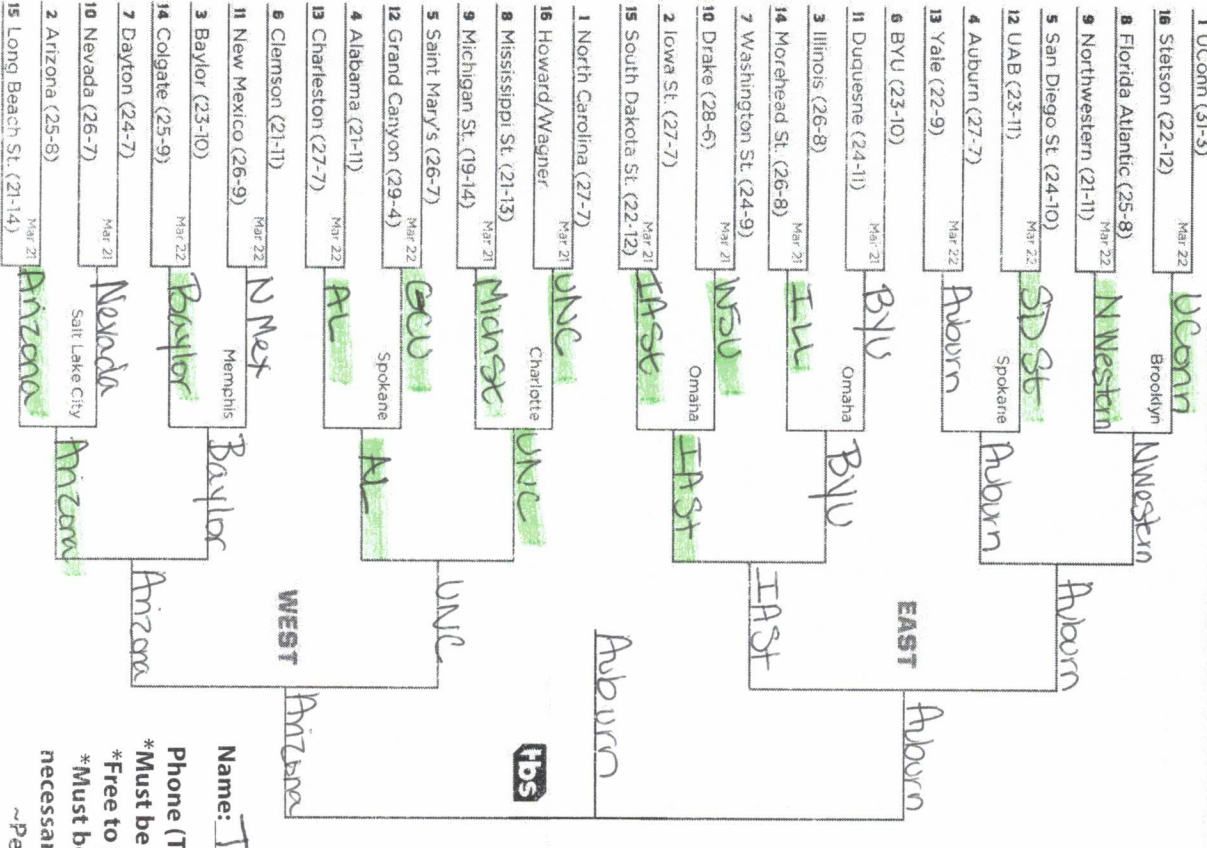 1 UConn (31-3)
16 Stetson (22-12)
8 Florida Atlantic (25-8)
9 Northwestern (21-11)
5 San Diego St (24-10)
12 UAB (23-11)
4 Auburn (27-7)
13 Yale (22-9)
6 BYU (23-10)
11 Duquesne (24-11)
3 Illinois (26-8)
14 Morehead St. (26-8)
7 Washington St. (24-9)
10 Drake (28-6)
2 Iowa St. (27-7)
15 South Dakota St. (22-12)
1 North Carolina (27-7)
16 Howard/Wagner
8 Mississippi St. (21-13)
9 Michigan St. (19-14)
5 Saint Mary's (26-7)
12 Grand Canyon (29-4)
4 Alabama (21-11)
13 Charleston (27-7)
6 Clemson (21-11)
11 New Mexico (26-9)
3 Baylor (23-10)
14 Colgate (25-9)
7 Dayton (24-7)
10 Nevada (26-7)
2 Arizona (25-8)
15 Long Beach St. (21-14)
Mar 22
Mar 22
Mar 22
Mar 22
Mar 21
Mar 21
Mar 21
Mar 21
Mar 21
Mar 21
Mar 22
Mar 22
Mar 22
Mar 21
Mar 21
UConn
NWestern
SD St
Auburn
BYU
ILL
WSU
IASt
UNC
MichSt
GCU
AL
N Mex
Baylor
Nevada
Arizona
Brooklyn
Spokane
Omaha
Omaha
Charlotte
Spokane
Memphis
Salt Lake City
NWestern
Auburn
BYU
IASt
UNC
AL
Baylor
Arizona
Auburn
IASt
UNC
Arizona
EAST
WEST
Auburn
Auburn
Arizona
tbs
Name:
Phone (T
*Must be
*Free to
*Must b
necessar
~Pe